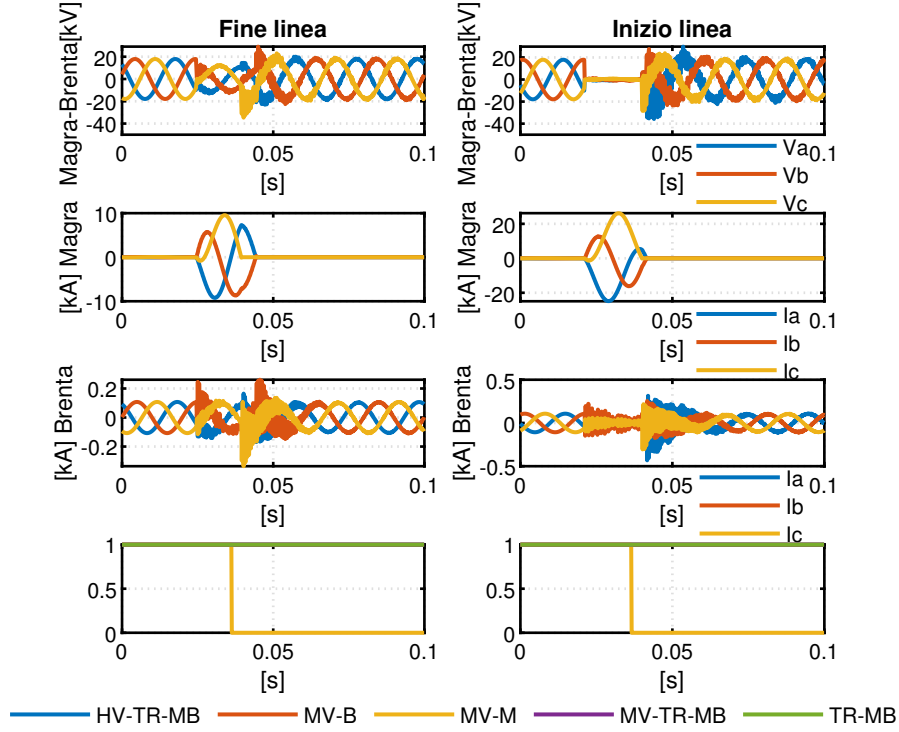 Fine linea
Inizio linea
Magra-Brenta[kV]
20
0
-20
-40
0
0.05
0.1
[s]
Magra-Brenta[kV]
20
0
-20
-40
0
0.05
0.1
[s]
Va
Vb
Vc
[kA] Magra
10
0
-10
0
0.05
0.1
[s]
[kA] Magra
20
0
-20
0
0.05
0.1
[s]
Ia
Ib
Ic
[kA] Brenta
0.2
0
-0.2
0
0.05
0.1
[s]
[kA] Brenta
0.5
0
-0.5
0
0.05
0.1
[s]
Ia
Ib
Ic
1
0.5
0
0
0.05
0.1
[s]
1
0.5
0
0
0.05
0.1
[s]
HV-TR-MB
MV-B
MV-M
MV-TR-MB
TR-MB